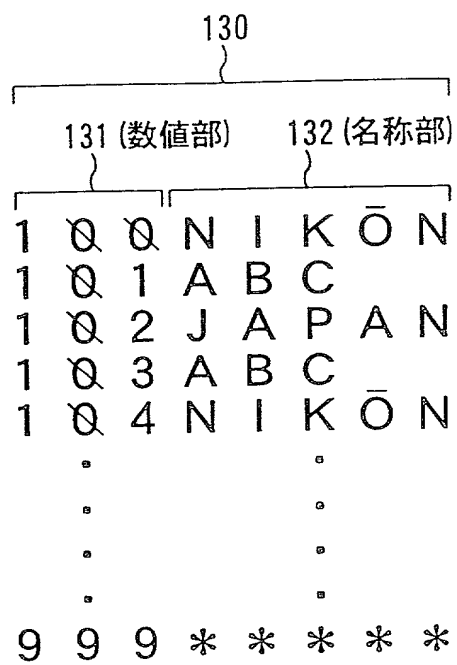 130
131 (数値部) 132 (名称部)
1 0̸ 0̸ N I K Ō N
1 0̸ 1 A B C
1 0̸ 2 J A P A N
1 0̸ 3 A B C
1 0̸ 4 N I K Ō N
9 9 9 * * * * *